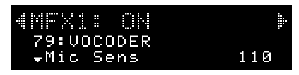 MFX1: ON
79:VOCODER
Mic Sens 110